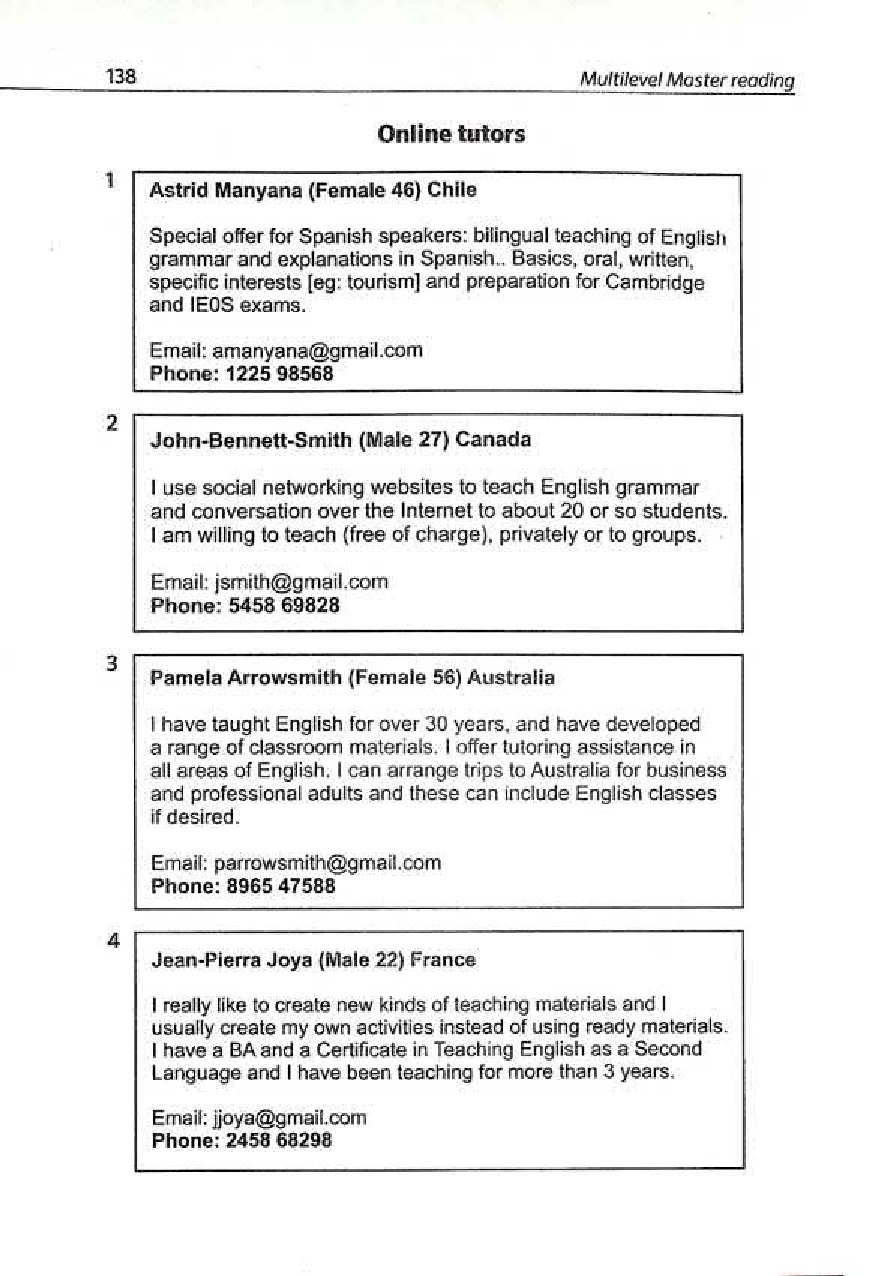 138
Multilevel Master reading
Online tutors
1
Astrid Manyana (Female 46) Chile
Special offer for Spanish speakers: bilingual teaching of English
grammar and explanations in Spanish.. Basics, oral, written,
specific interests [eg: tourism] and preparation for Cambridge
and IE0S exams.
Email: amanyana@gmail.com
Phone: 1225 98568
2
John-Bennett-Smith (Male 27) Canada
I use social networking websites to teach English grammar
and conversation over the Internet to about 20 or so students.
I am willing to teach (free of charge), privately or to groups.
Email: jsmith@gmail.com
Phone: 5458 69828
3
Pamela Arrowsmith (Female 56) Australia
I have taught English for over 30 years, and have developed
a range of classroom materials. I offer tutoring assistance in
all areas of English. I can arrange trips to Australia for business
and professional adults and these can include English classes
if desired.
Email: parrowsmith@gmail.com
Phone: 8965 47588
4
Jean-Pierra Joya (Male 22) France
I really like to create new kinds of teaching materials and I
usually create my own activities instead of using ready materials.
I have a BA and a Certificate in Teaching English as a Second
Language and I have been teaching for more than 3 years.
Email: jjoya@gmail.com
Phone: 2458 68298